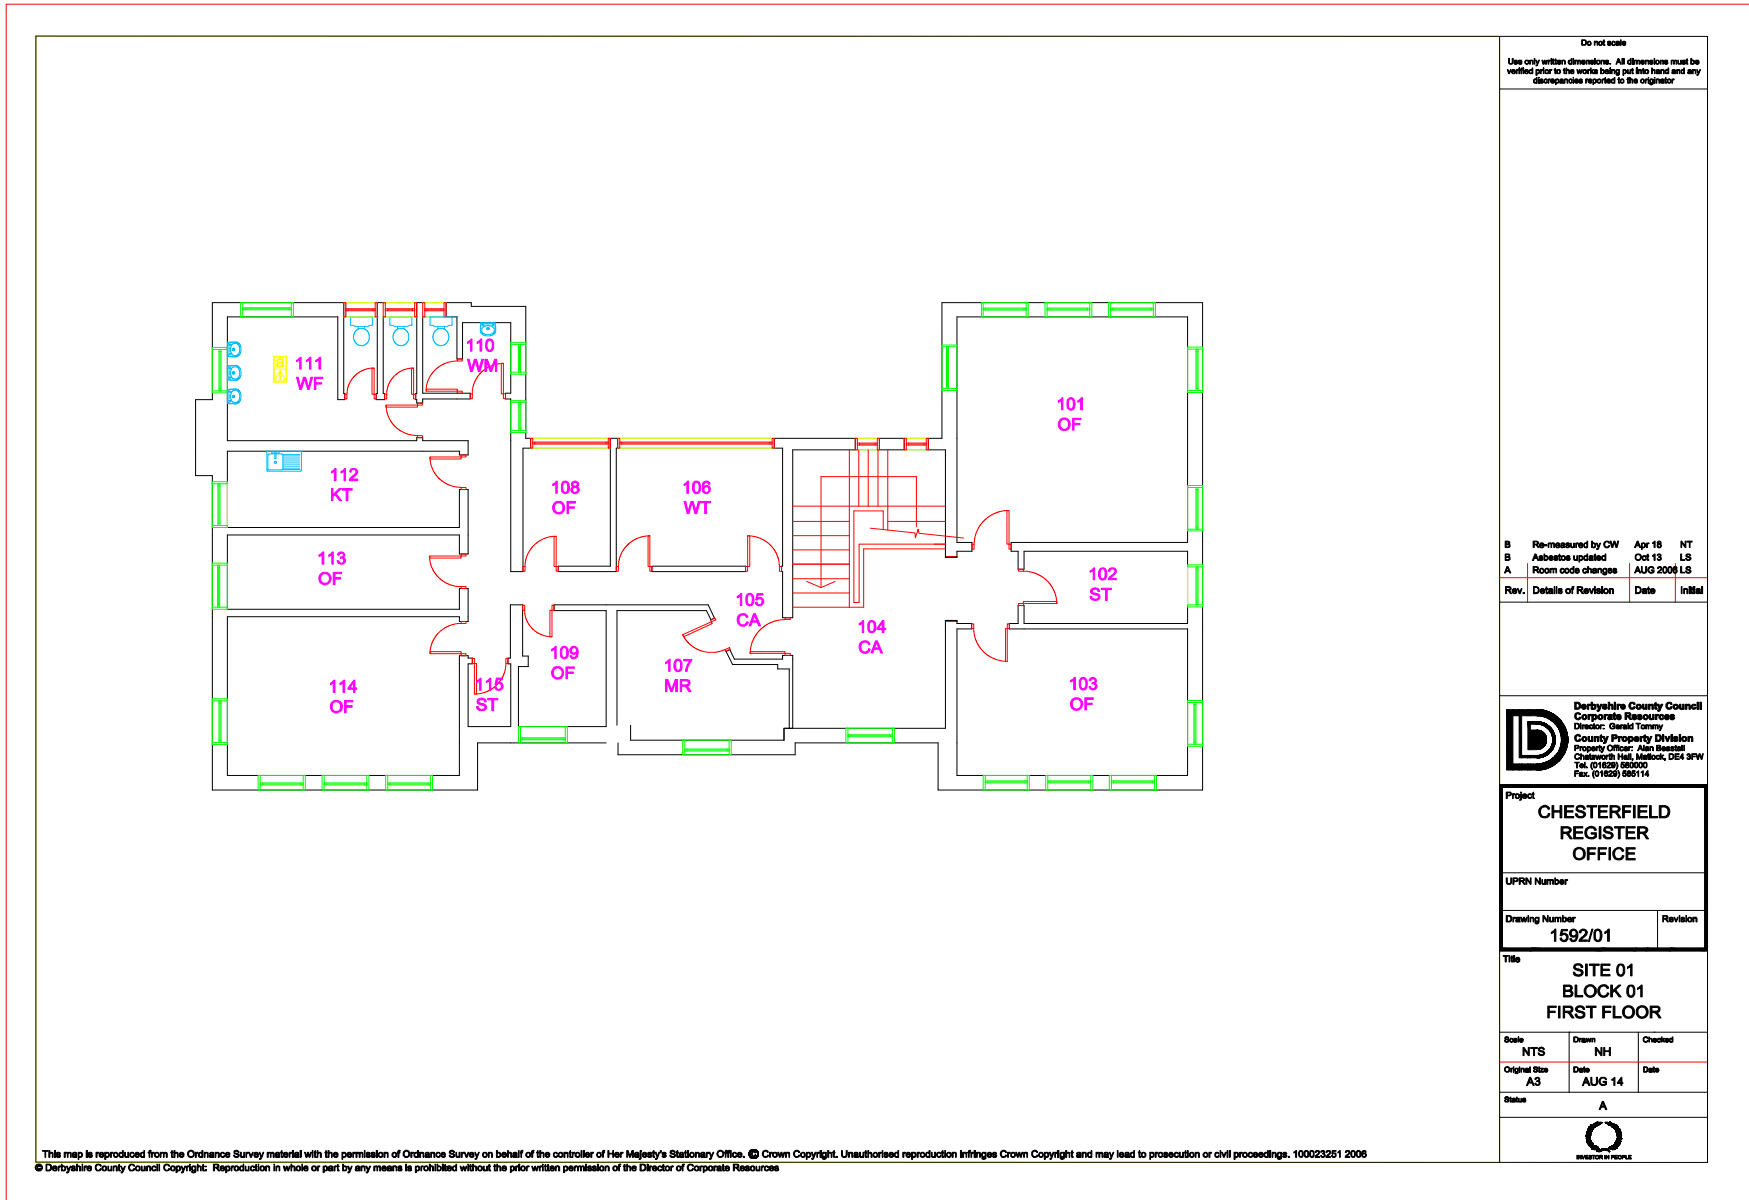 Do not scale
Use only written dimensions. All dimensions must be
verified prior to the works being put into hand and any
discrepancies reported to the originator
111
WF
110
WM
101
OF
112
KT
108
OF
106
WT
113
OF
102
ST
105
CA
104
CA
109
OF
107
MR
114
OF
115
ST
103
OF
B Re-measured by CW Apr 18 NT
B Asbestos updated Oct 13 LS
A Room code changes AUG 2006 LS
Rev. Details of Revision Date Initial
Derbyshire County Council
Corporate Resources
Director: Gerald Tommy
County Property Division
Property Officer: Alan Beastall
Chatsworth Hall, Matlock, DE4 3FW
Tel. (01629) 580000
Fax. (01629) 585114
Project
CHESTERFIELD
REGISTER
OFFICE
UPRN Number
Drawing Number Revision
1592/01
Title
SITE 01
BLOCK 01
FIRST FLOOR
Scale Drawn Checked
NTS NH
Original Size Date Date
A3 AUG 14
Status
A
INVESTOR IN PEOPLE
This map is reproduced from the Ordnance Survey material with the permission of Ordnance Survey on behalf of the controller of Her Majesty's Stationary Office. © Crown Copyright. Unauthorised reproduction infringes Crown Copyright and may lead to prosecution or civil proceedings. 100023251 2006
© Derbyshire County Council Copyright: Reproduction in whole or part by any means is prohibited without the prior written permission of the Director of Corporate Resources